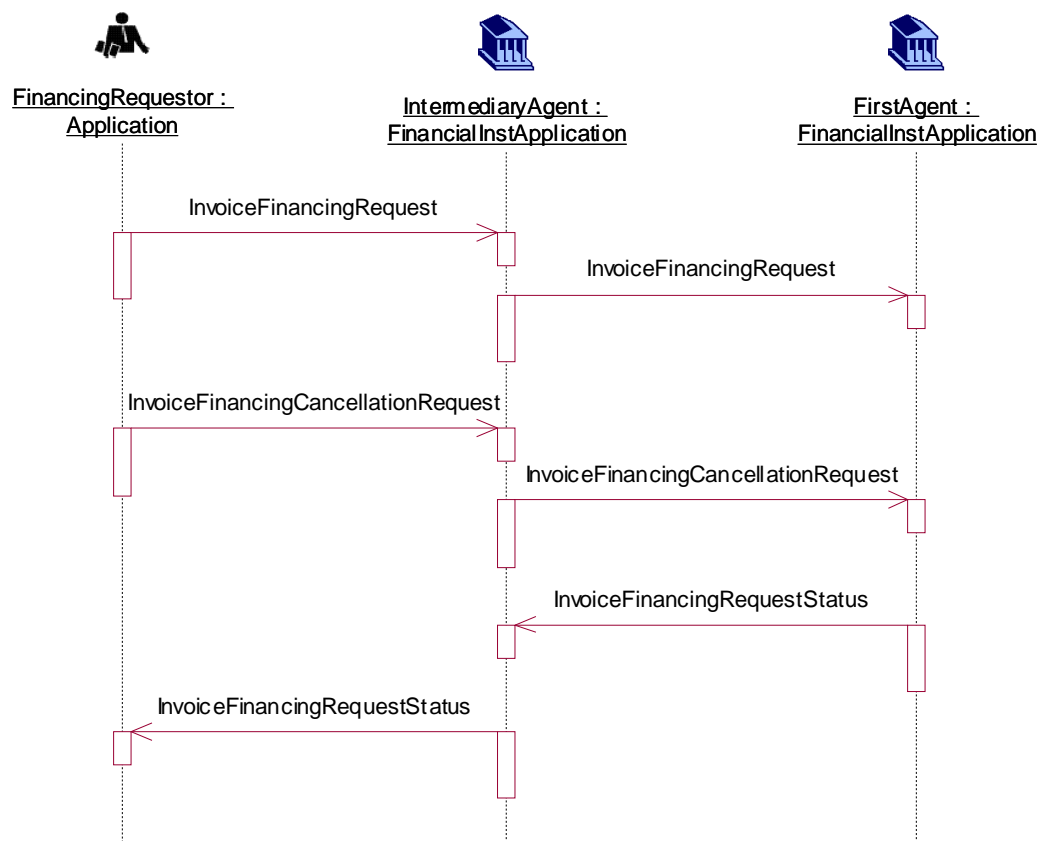 FinancingRequestor :
Application
IntermediaryAgent :
FinancialInstApplication
FirstAgent :
FinancialInstApplication
InvoiceFinancingRequest
InvoiceFinancingRequest
InvoiceFinancingCancellationRequest
InvoiceFinancingCancellationRequest
InvoiceFinancingRequestStatus
InvoiceFinancingRequestStatus